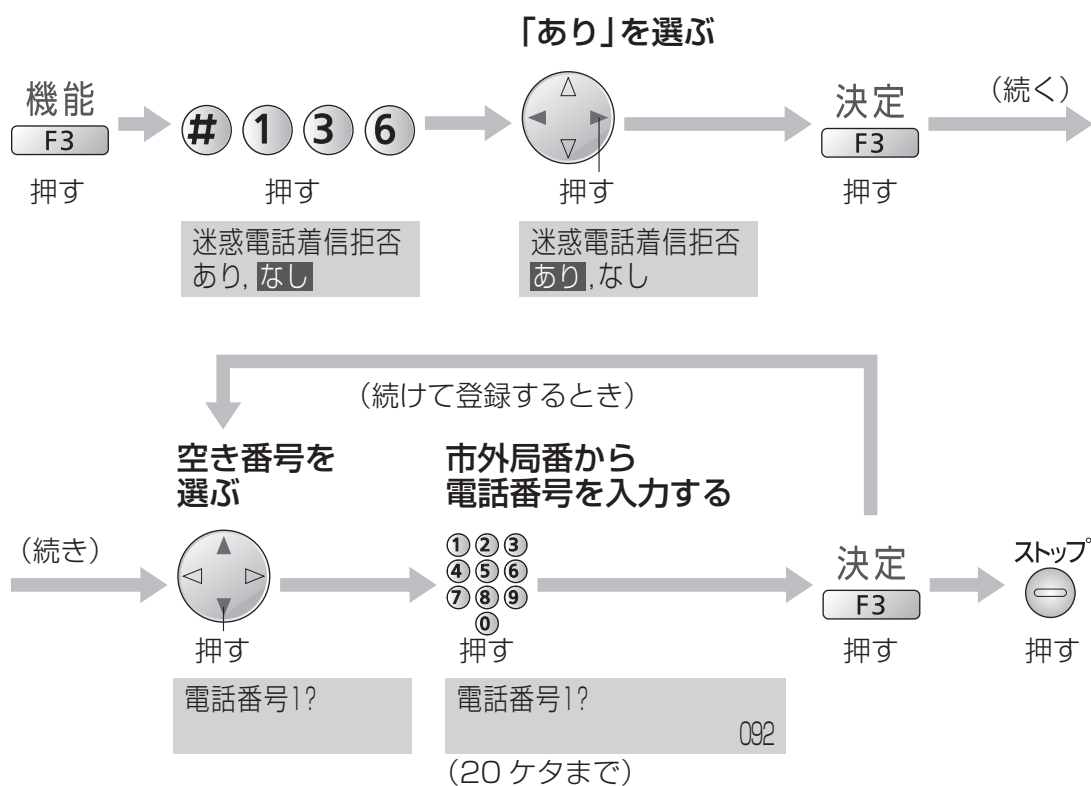 「あり」を選ぶ
機能
F3
押す
# 1 3 6
押す
迷惑電話着信拒否
あり, なし
押す
迷惑電話着信拒否
あり,なし
決定
F3
押す
(続く)
(続けて登録するとき)
(続き)
空き番号を
選ぶ
押す
電話番号1?
市外局番から
電話番号を入力する
1 2 3
4 5 6
7 8 9
0
押す
電話番号1?
092
(20 ケタまで)
決定
F3
押す
ストップ
押す